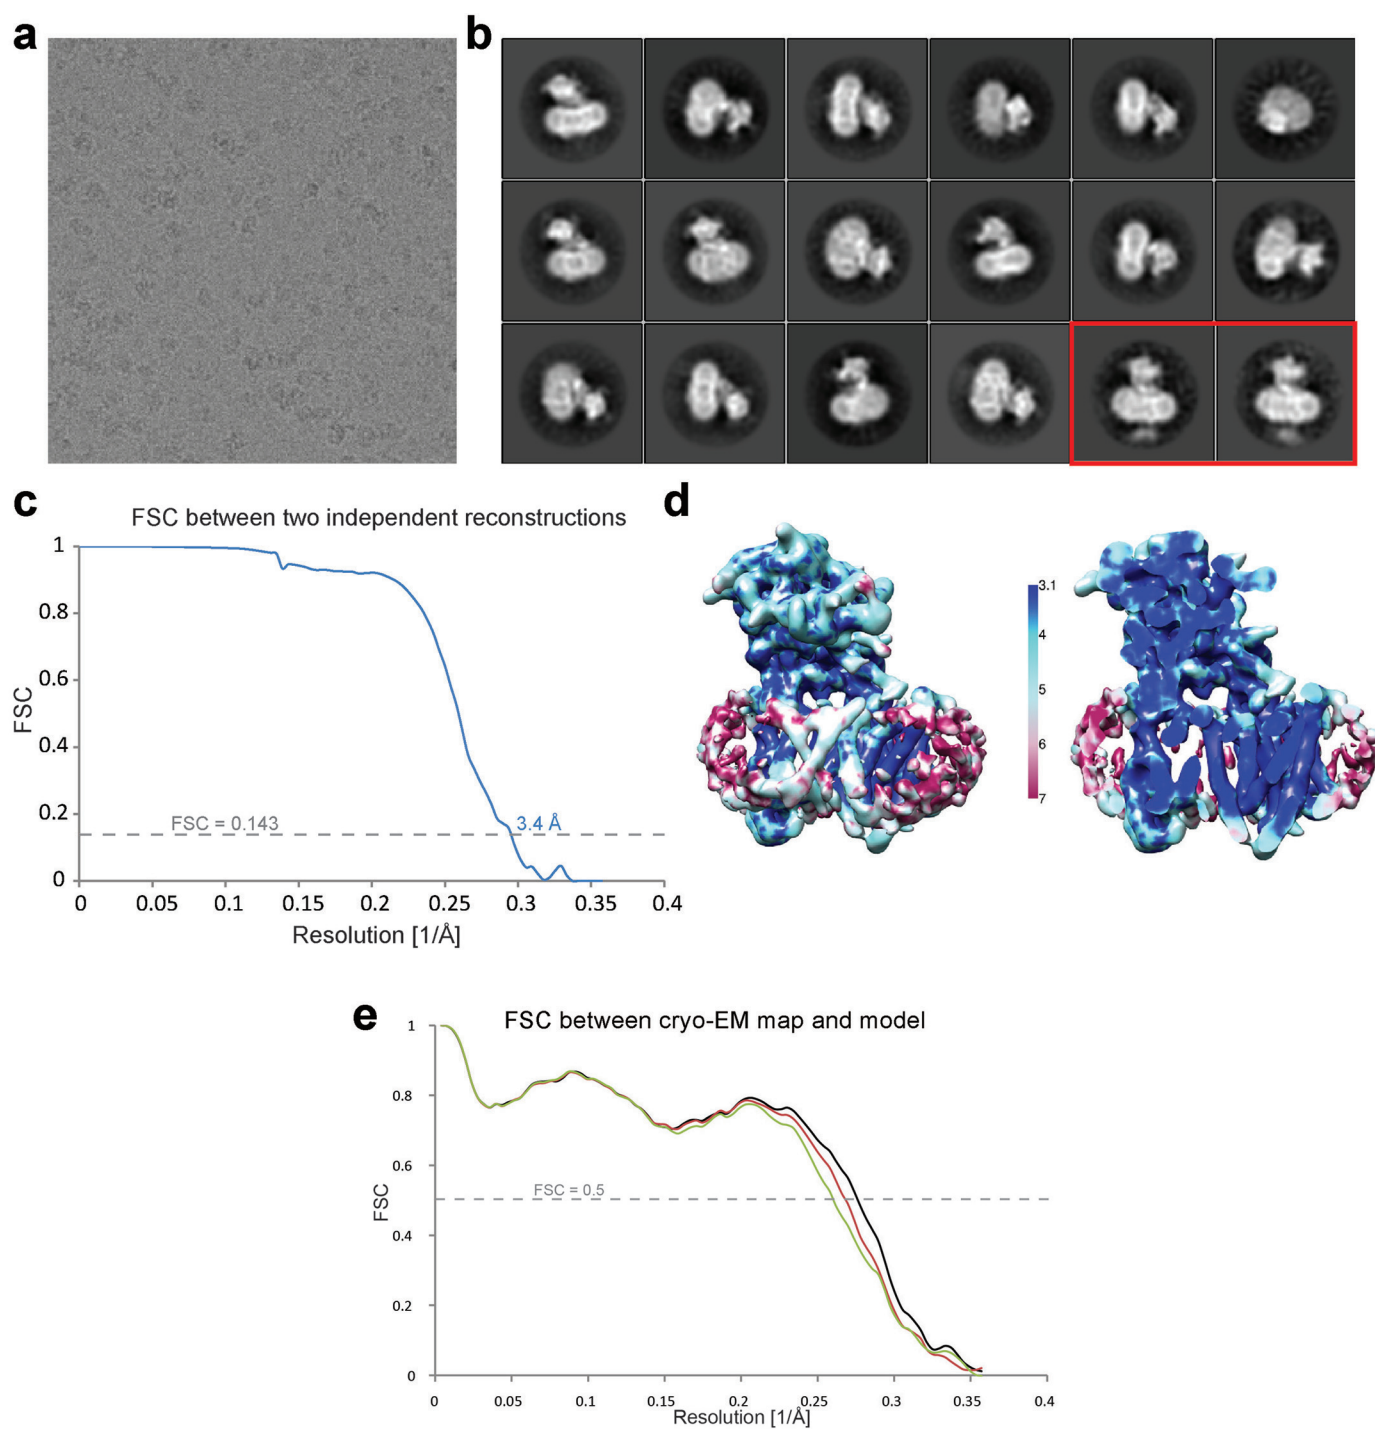 a
b
c
FSC between two independent reconstructions
1
0.8
0.6
0.4
0.2
0
FSC
FSC = 0.143
3.4 Å
0
0.05
0.1
0.15
0.2
0.25
0.3
0.35
0.4
Resolution [1/Å]
d
3.1
4
5
6
7
e
FSC between cryo-EM map and model
1
0.8
0.6
0.4
0.2
0
FSC
FSC = 0.5
0
0.05
0.1
0.15
0.2
0.25
0.3
0.35
0.4
Resolution [1/Å]